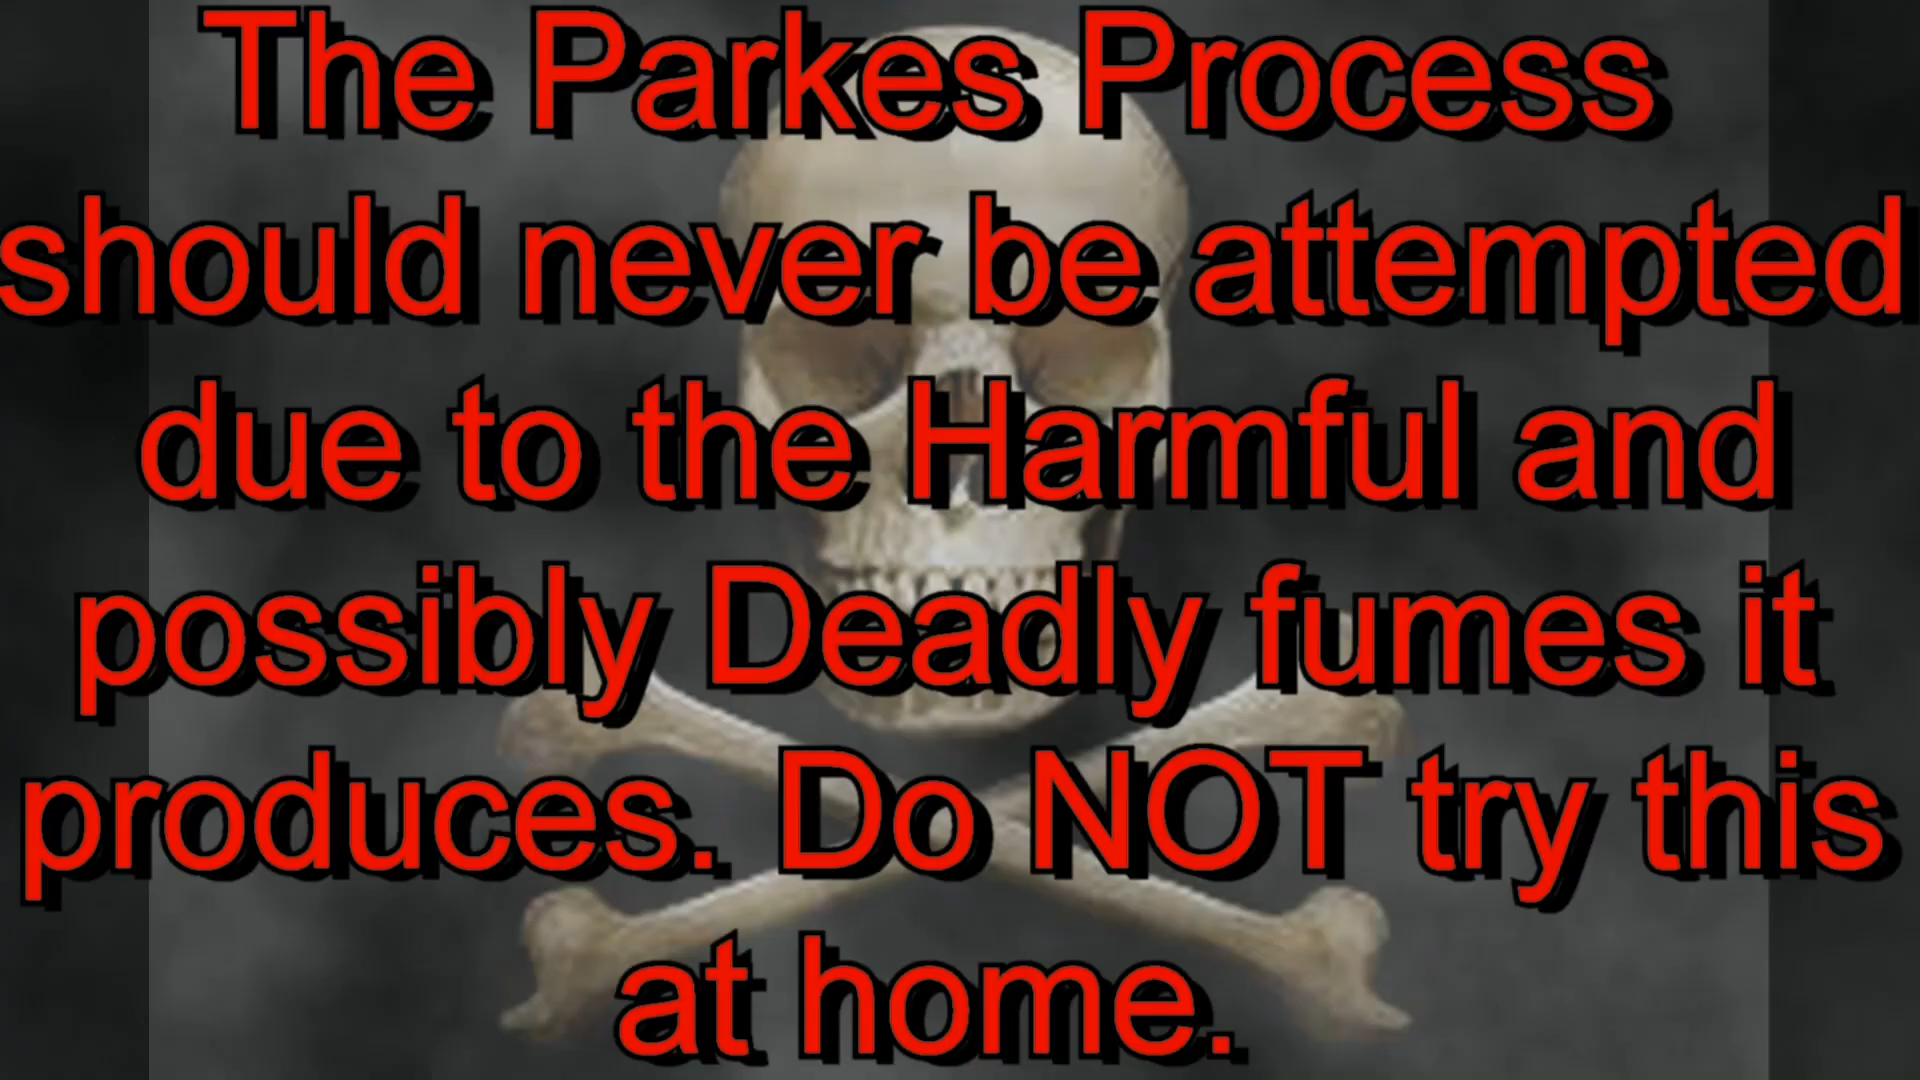 The Parkes Process
should never be attempted
due to the Harmful and
possibly Deadly fumes it
produces. Do NOT try this
at home.